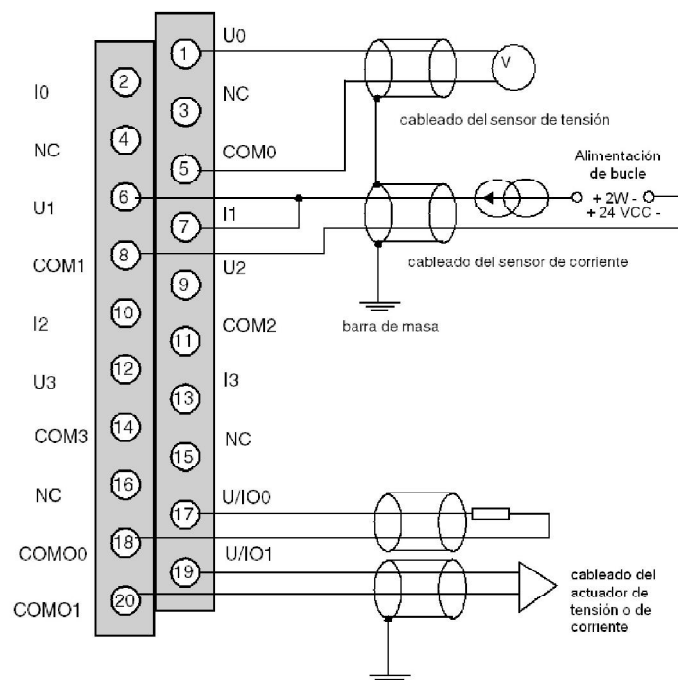 U0
1
2
I0
NC
3
4
cableado del sensor de tensión
NC
COM0
5
Alimentación
de bucle
6
+ 2W -
+ 24 VCC -
U1
I1
7
8
U2
cableado del sensor de corriente
COM1
9
10
COM2
barra de masa
I2
11
12
I3
U3
13
14
NC
COM3
15
16
U/IO0
NC
17
18
U/IO1
COMO0
19
cableado del
actuador de
tensión o de
corriente
20
COMO1
V